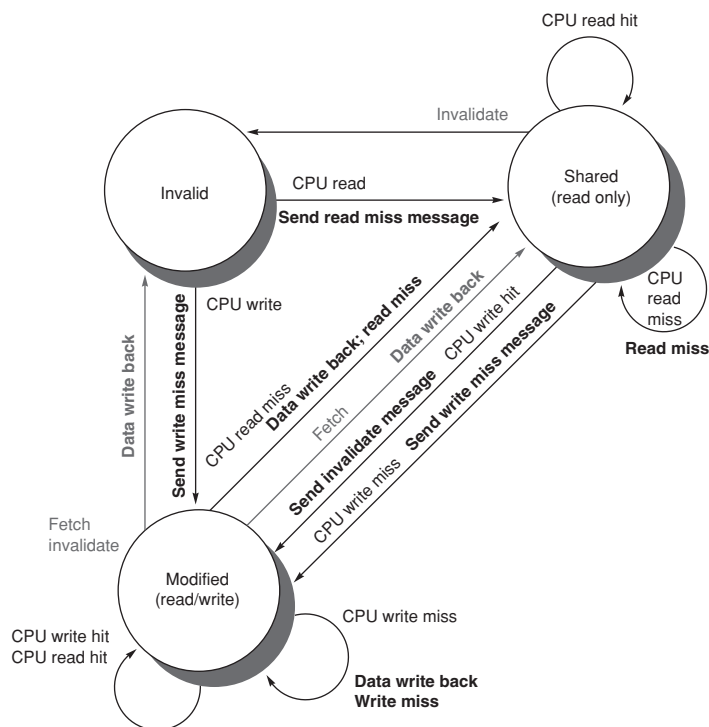 CPU read hit
Invalidate
Invalid
Shared
(read only)
CPU read
Send read miss message
CPU write
CPU
read
miss
Read miss
Data write back
Send write miss message
CPU read miss
Data write back; read miss
Fetch
Data write back
Send invalidate message
CPU write hit
CPU write miss
Send write miss message
Fetch
invalidate
Modified
(read/write)
CPU write hit
CPU read hit
CPU write miss
Data write back
Write miss